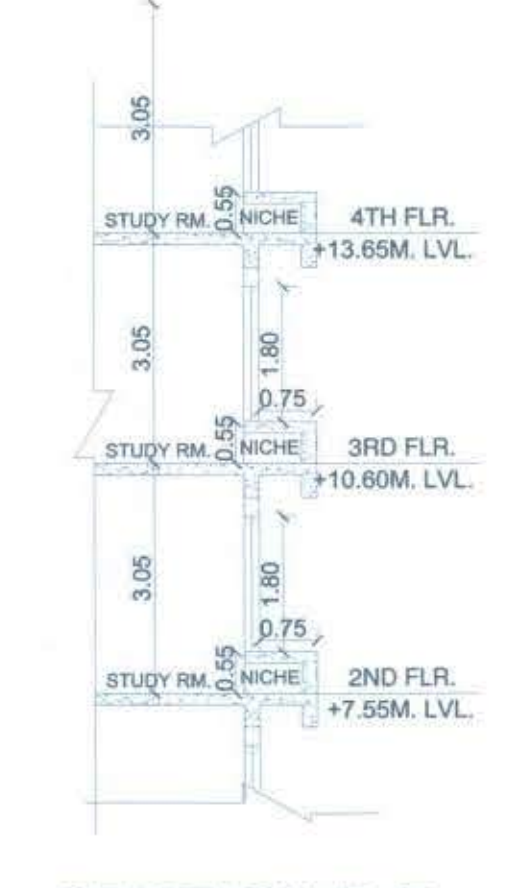 3.05
0.55
STUDY RM. NICHE 4TH FLR.
+13.65M. LVL.
3.05
1.80
0.75
0.55
STUDY RM. NICHE 3RD FLR.
+10.60M. LVL.
3.05
1.80
0.75
0.55
STUDY RM. NICHE 2ND FLR.
+7.55M. LVL.